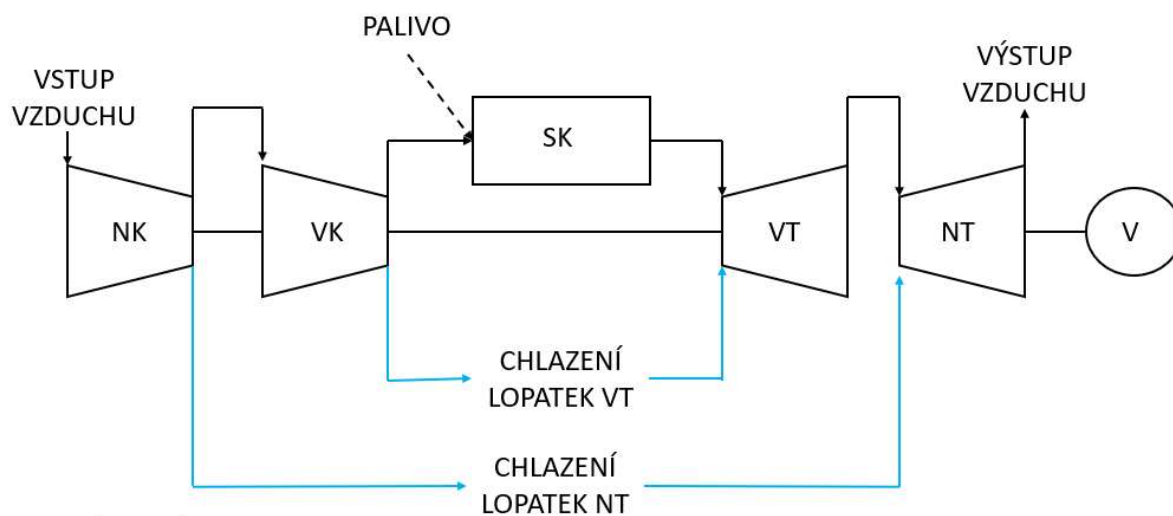 PALIVO
VSTUP
VZDUCHU
VÝSTUP
VZDUCHU
SK
NK
VK
VT
NT
V
CHLAZENÍ
LOPATEK VT
CHLAZENÍ
LOPATEK NT